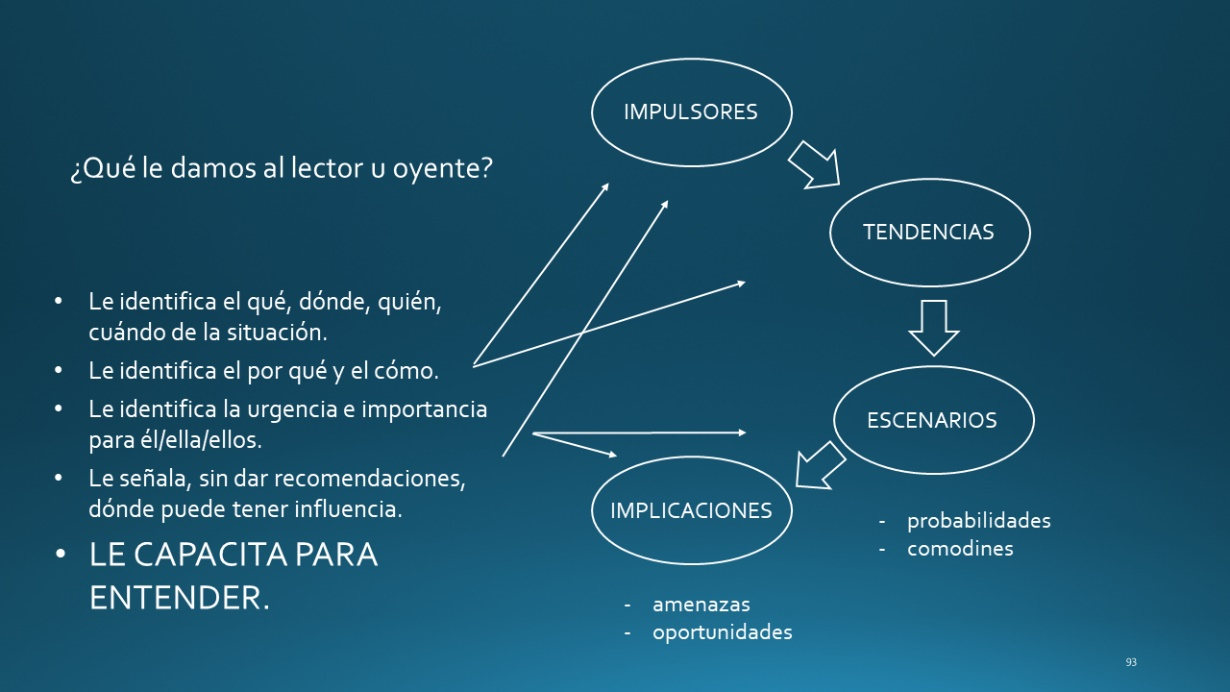 ¿Qué le damos al lector u oyente?
• Le identifica el qué, dónde, quién,
cuándo de la situación.
• Le identifica el por qué y el cómo.
• Le identifica la urgencia e importancia
para él/ella/ellos.
• Le señala, sin dar recomendaciones,
dónde puede tener influencia.
• LE CAPACITA PARA
ENTENDER.
IMPULSORES
TENDENCIAS
ESCENARIOS
- probabilidades
- comodines
IMPLICACIONES
- amenazas
- oportunidades
93